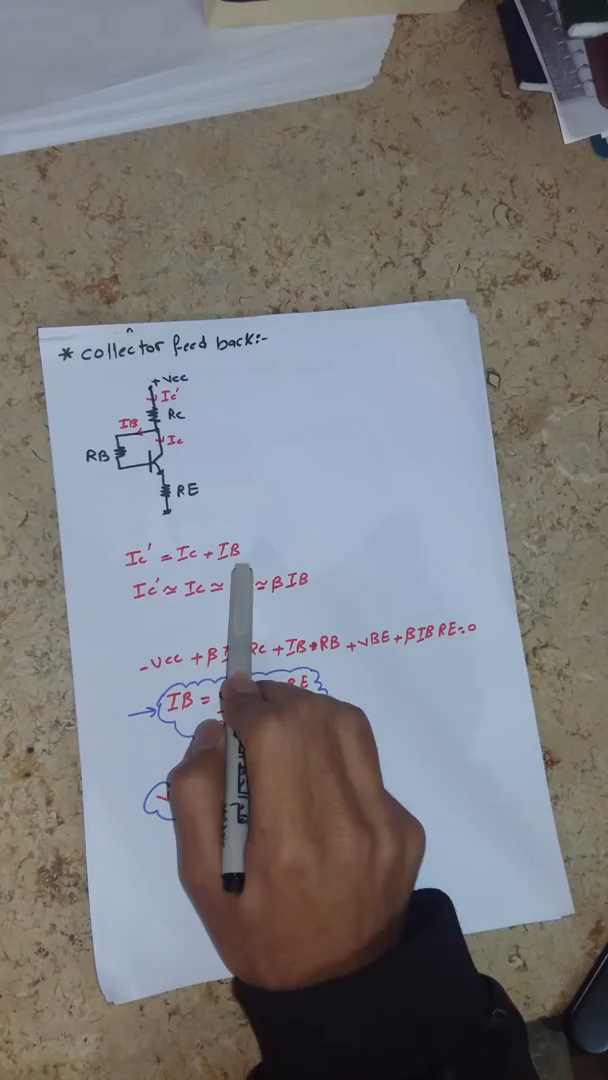 * collector feed back:-
+ Vcc
Ic'
Rc
IB
Ic
RB
RE
Ic' = Ic + IB
Ic' ≃ Ic ≃ ≃ βIB
-Vcc + β Rc + IB*RB + VBE + βIB RE = 0
IB = BE